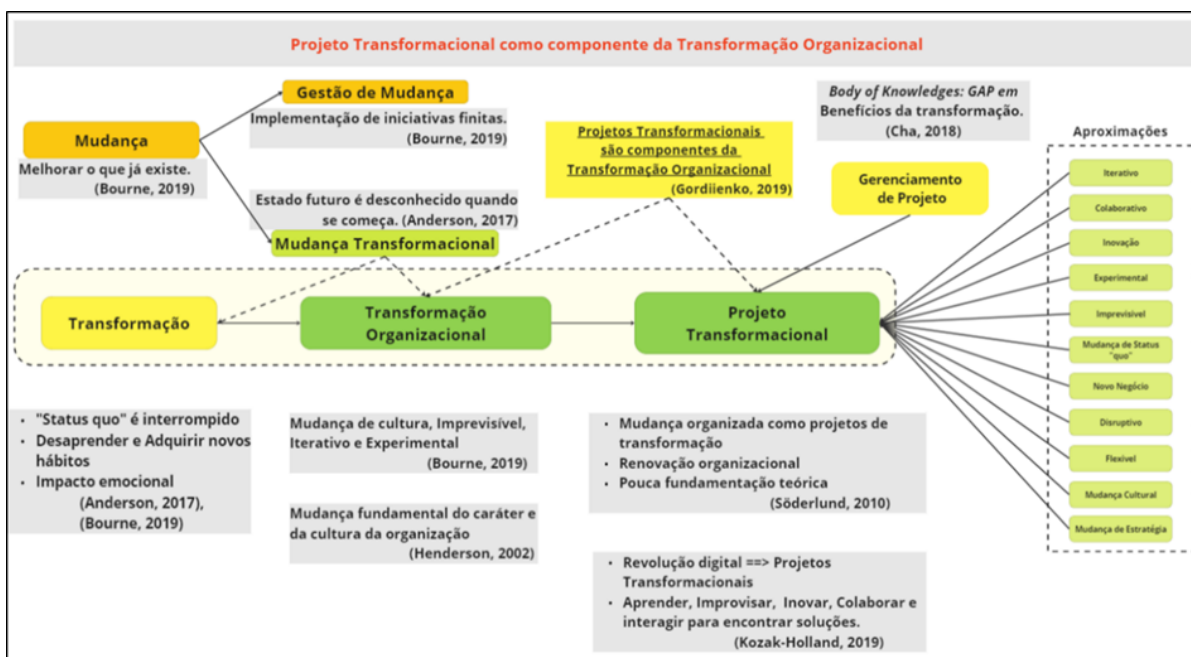 Projeto Transformacional como componente da Transformação Organizacional
Mudança
Melhorar o que já existe.
(Bourne, 2019)
Gestão de Mudança
Implementação de iniciativas finitas.
(Bourne, 2019)
Estado futuro é desconhecido quando
se começa. (Anderson, 2017)
Mudança Transformacional
Projetos Transformacionais
são componentes da
Transformação Organizacional
(Gordiienko, 2019)
Body of Knowledges: GAP em
Benefícios da transformação.
(Cha, 2018)
Gerenciamento
de Projeto
Transformação
Transformação
Organizacional
Projeto
Transformacional
Aproximações
Iterativo
Colaborativo
Inovação
Experimental
Imprevisível
Mudança de Status
"quo"
Novo Negócio
Disruptivo
Flexível
Mudança Cultural
Mudança de Estratégia
• "Status quo" é interrompido
• Desaprender e Adquirir novos
hábitos
• Impacto emocional
(Anderson, 2017),
(Bourne, 2019)
Mudança de cultura, Imprevisível,
Iterativo e Experimental
(Bourne, 2019)
Mudança fundamental do caráter e
da cultura da organização
(Henderson, 2002)
• Mudança organizada como projetos de
transformação
• Renovação organizacional
• Pouca fundamentação teórica
(Söderlund, 2010)
• Revolução digital ==> Projetos
Transformacionais
• Aprender, Improvisar, Inovar, Colaborar e
interagir para encontrar soluções.
(Kozak-Holland, 2019)